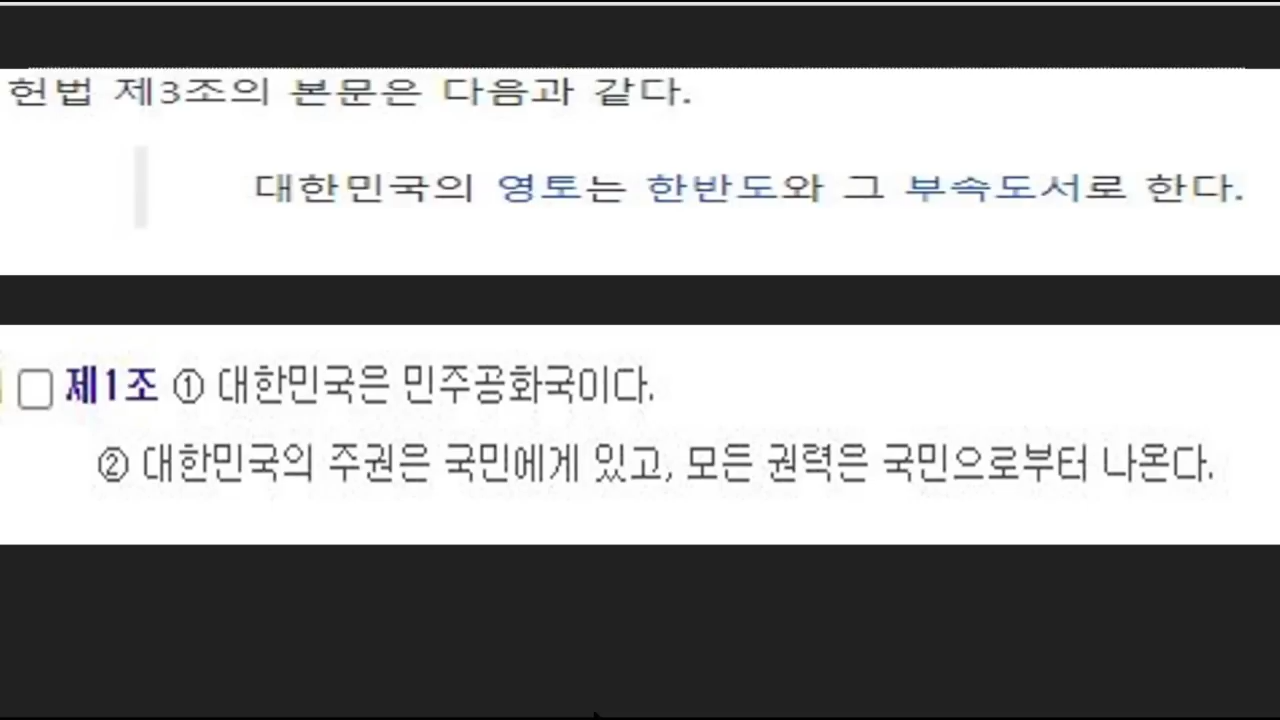 헌법 제3조의 본문은 다음과 같다.
대한민국의 영토는 한반도와 그 부속도서로 한다.
제1조 ① 대한민국은 민주공화국이다.
② 대한민국의 주권은 국민에게 있고, 모든 권력은 국민으로부터 나온다.